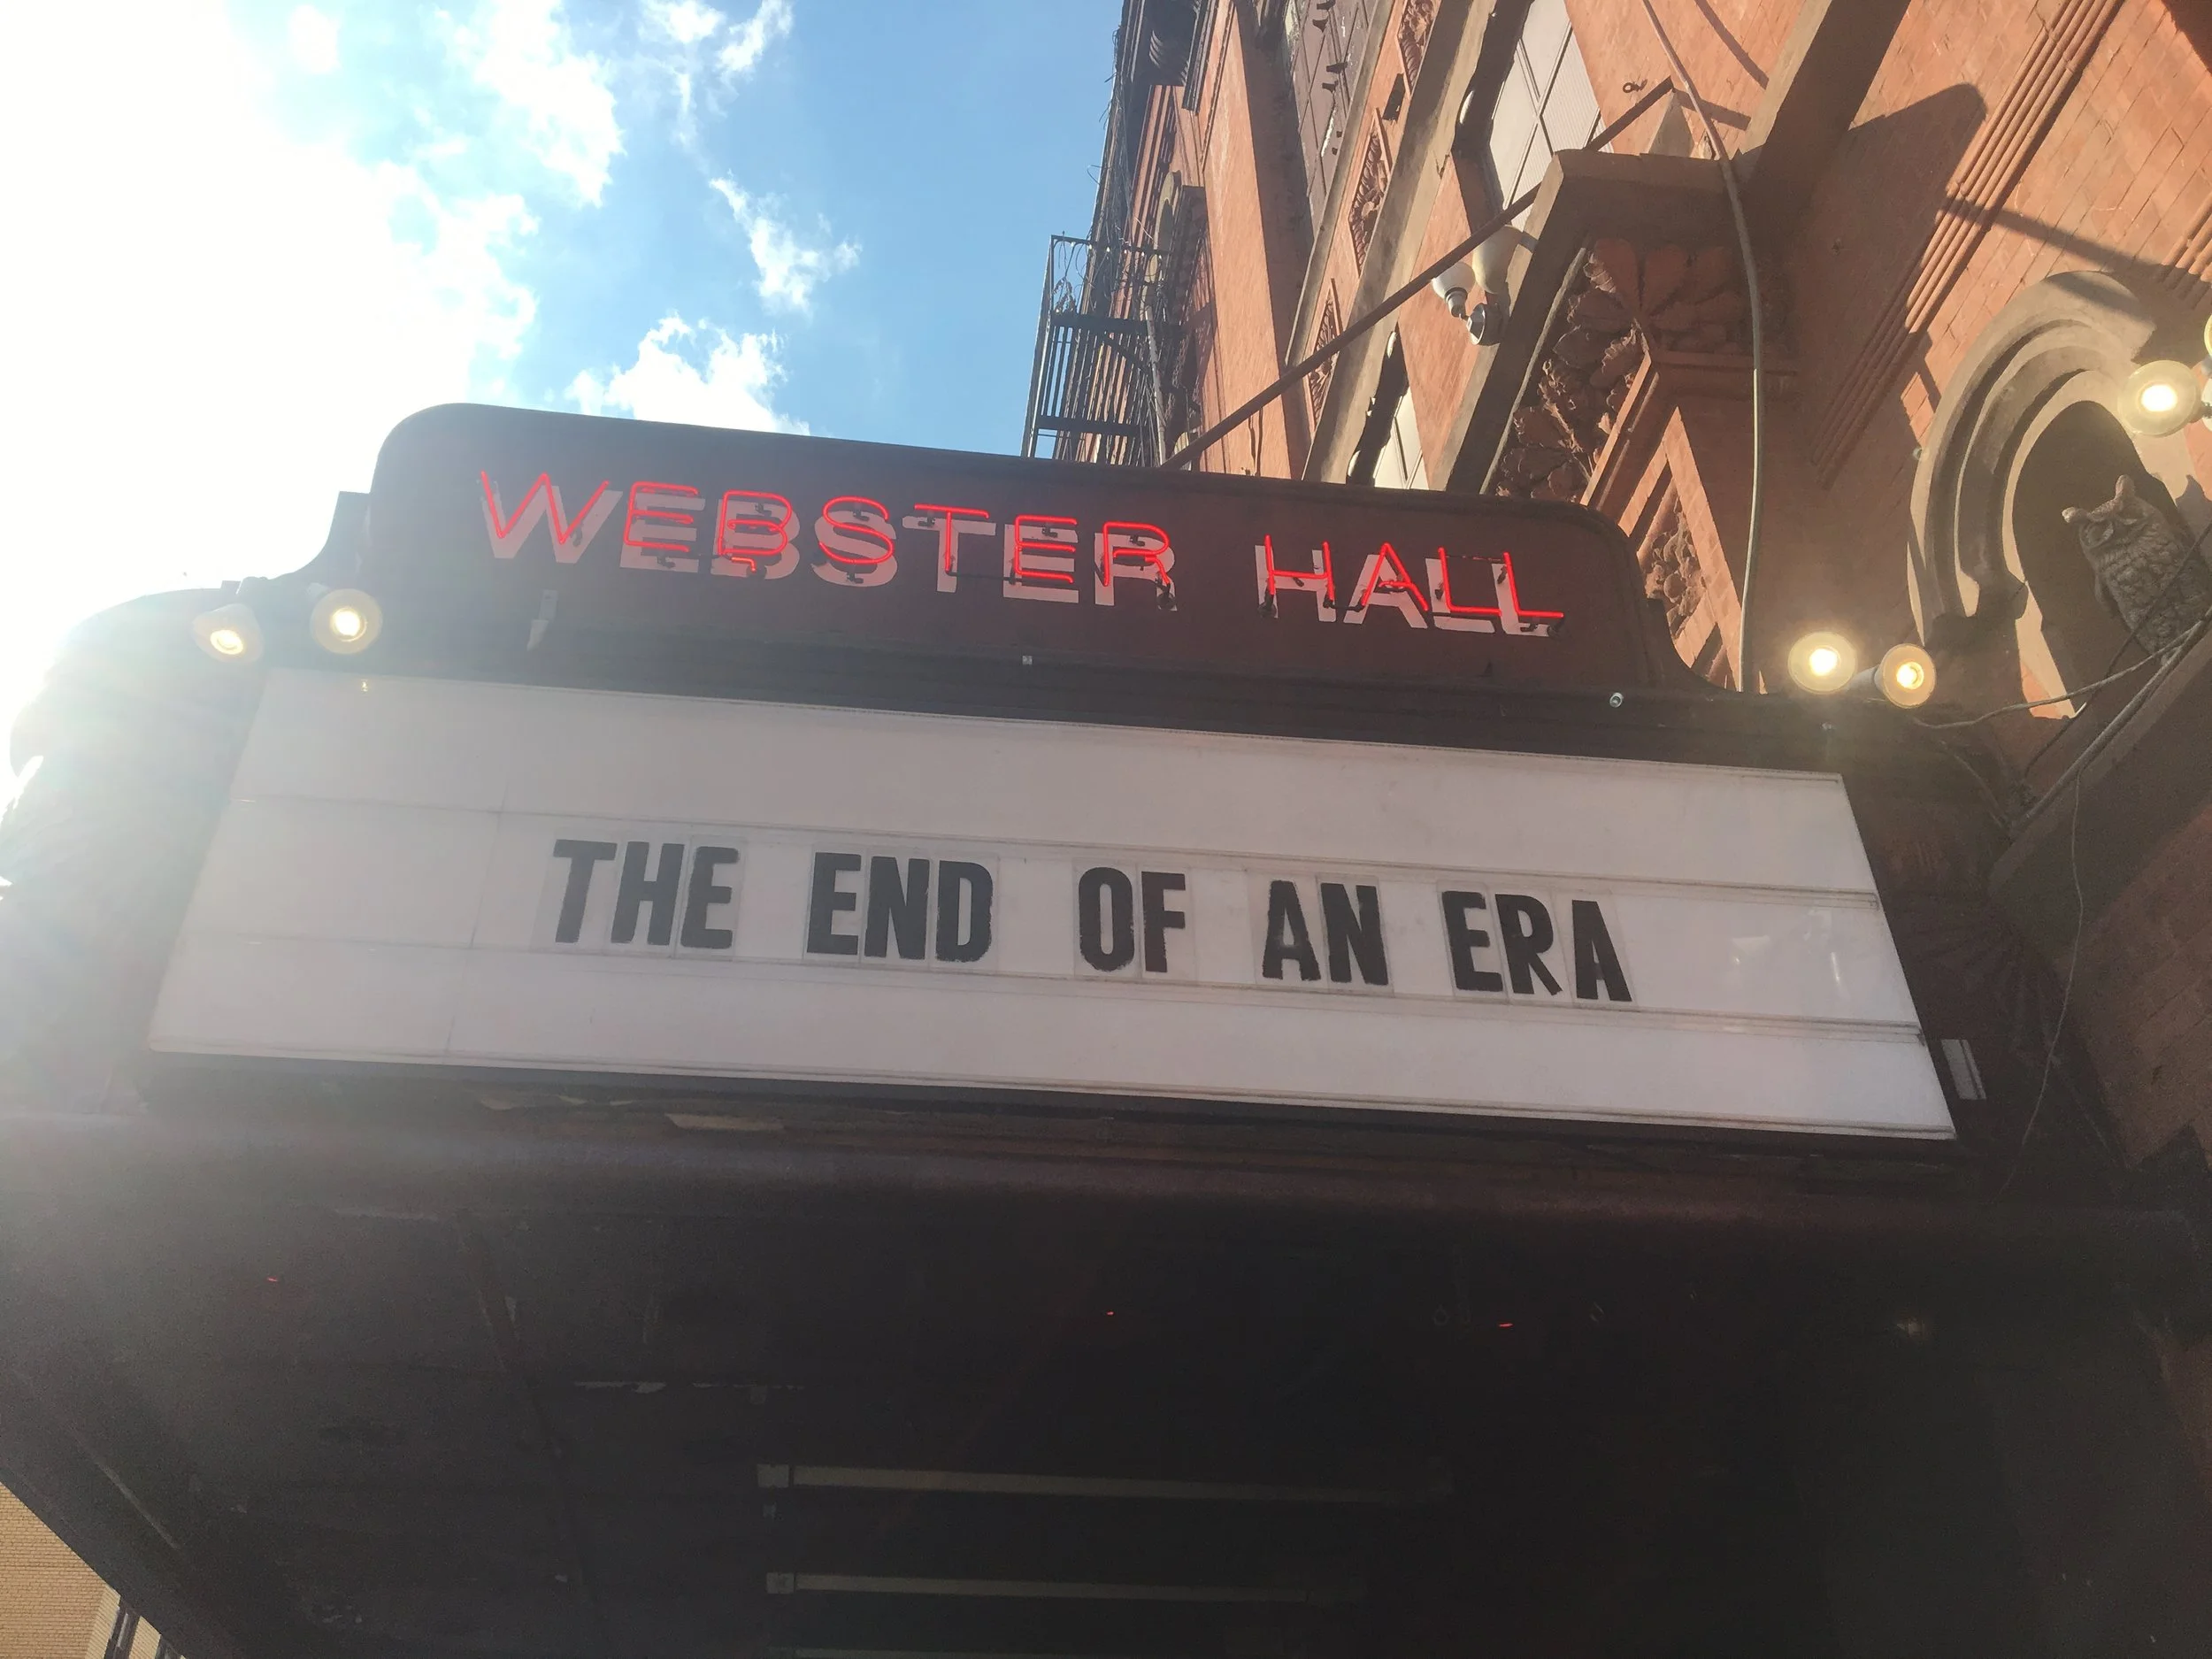 WEBSTER HALL
THE END OF AN ERA